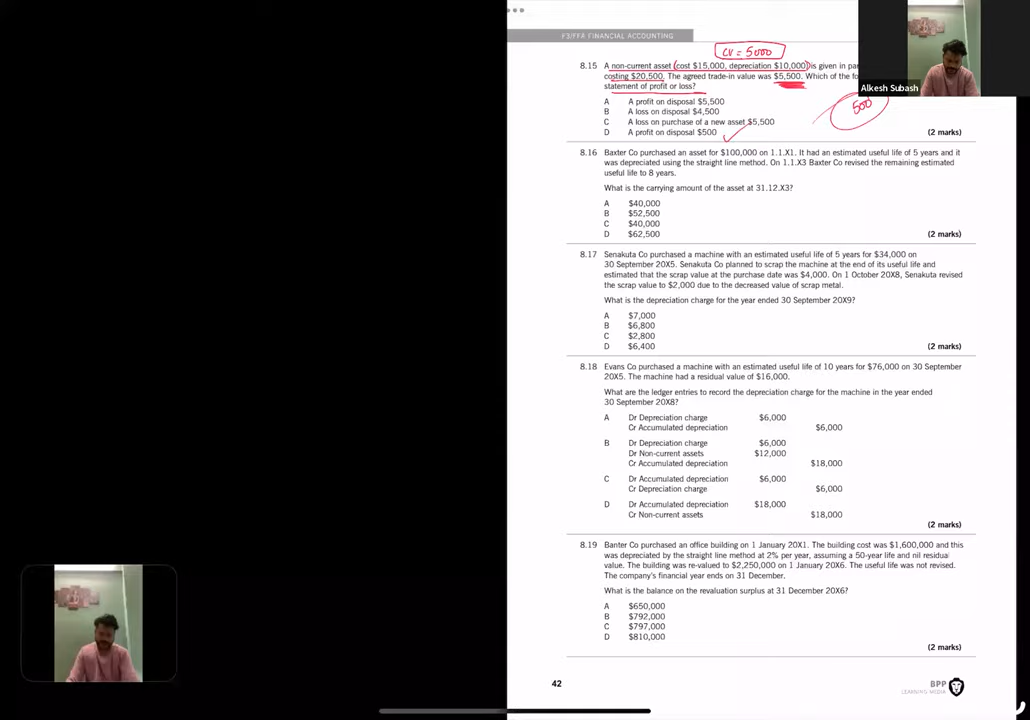 F3/FFA FINANCIAL ACCOUNTING
CV = 5000
8.15 A non-current asset (cost $15,000, depreciation $10,000) is given in
costing $20,500. The agreed trade-in value was $5,500. Which of the
statement of profit or loss?
Alkesh Subash
500
A A profit on disposal $5,500
B A loss on disposal $4,500
C A loss on purchase of a new asset $5,500
D A profit on disposal $500
(2 marks)
8.16 Baxter Co purchased an asset for $100,000 on 1.1.X1. It had an estimated useful life of 5 years and it
was depreciated using the straight line method. On 1.1.X3 Baxter Co revised the remaining estimated
useful life to 8 years.
What is the carrying amount of the asset at 31.12.X3?
A $40,000
B $52,500
C $40,000
D $62,500
(2 marks)
8.17 Senakuta Co purchased a machine with an estimated useful life of 5 years for $34,000 on
30 September 20X5. Senakuta Co planned to scrap the machine at the end of its useful life and
estimated that the scrap value at the purchase date was $4,000. On 1 October 20X8, Senakuta revised
the scrap value to $2,000 due to the decreased value of scrap metal.
What is the depreciation charge for the year ended 30 September 20X9?
A $7,000
B $6,800
C $2,800
D $6,400
(2 marks)
8.18 Evans Co purchased a machine with an estimated useful life of 10 years for $76,000 on 30 September
20X5. The machine had a residual value of $16,000.
What are the ledger entries to record the depreciation charge for the machine in the year ended
30 September 20X8?
A Dr Depreciation charge $6,000
Cr Accumulated depreciation $6,000
B Dr Depreciation charge $6,000
Dr Non-current assets $12,000
Cr Accumulated depreciation $18,000
C Dr Accumulated depreciation $6,000
Cr Depreciation charge $6,000
D Dr Accumulated depreciation $18,000
Cr Non-current assets $18,000
(2 marks)
8.19 Banter Co purchased an office building on 1 January 20X1. The building cost was $1,600,000 and this
was depreciated by the straight line method at 2% per year, assuming a 50-year life and nil residual
value. The building was re-valued to $2,250,000 on 1 January 20X6. The useful life was not revised.
The company's financial year ends on 31 December.
What is the balance on the revaluation surplus at 31 December 20X6?
A $650,000
B $792,000
C $797,000
D $810,000
(2 marks)
42
BPP
LEARNING MEDIA